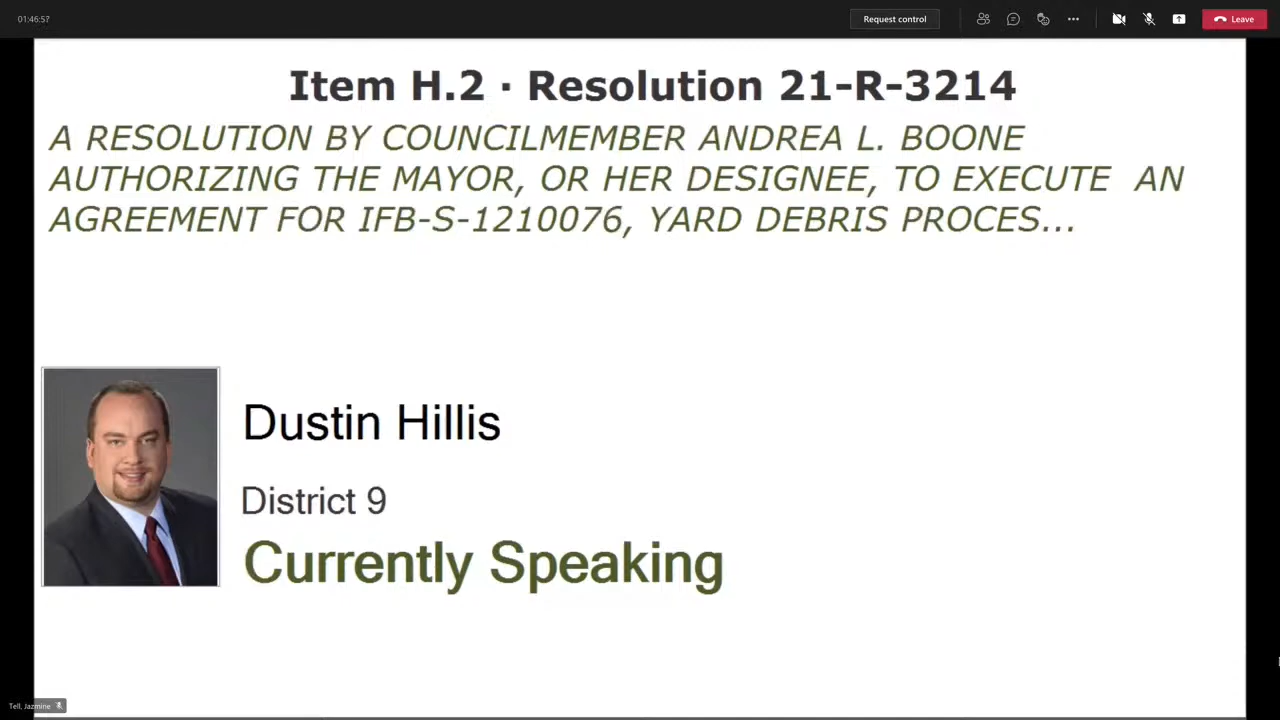 01:46:57
Request control
Leave
Item H.2 · Resolution 21-R-3214
A RESOLUTION BY COUNCILMEMBER ANDREA L. BOONE
AUTHORIZING THE MAYOR, OR HER DESIGNEE, TO EXECUTE AN
AGREEMENT FOR IFB-S-1210076, YARD DEBRIS PROCES...
Dustin Hillis
District 9
Currently Speaking
Tell, Jazmine